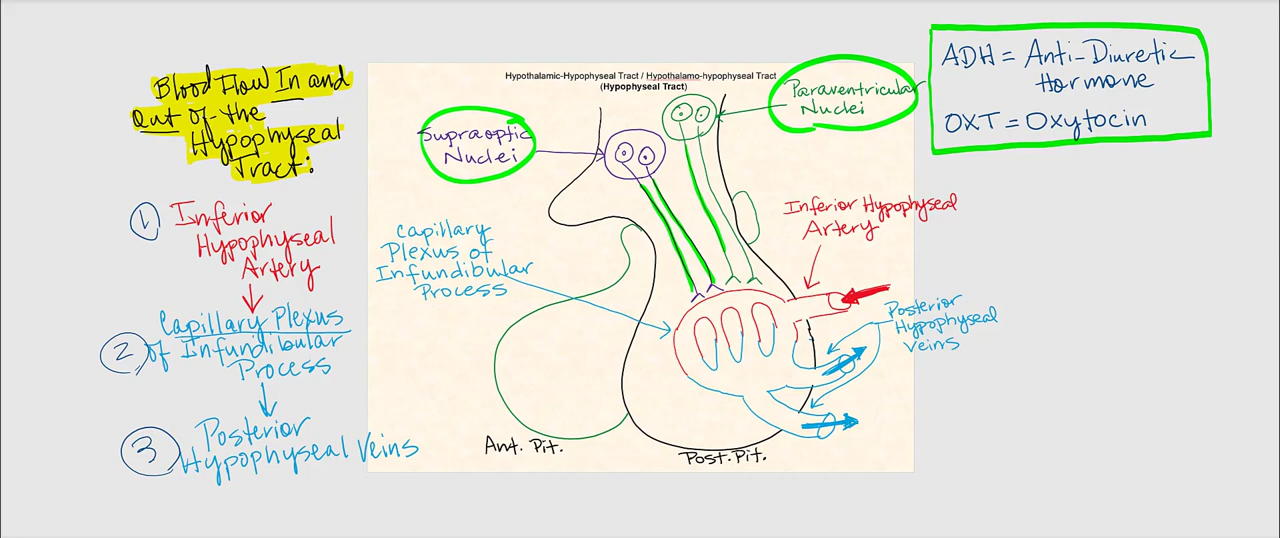 Blood Flow In and
Out of the
Hypophyseal
Tract:
1 Inferior
Hypophyseal
Artery
2 Capillary Plexus
of Infundibular
Process
3 Posterior
Hypophyseal Veins
Hypothalamic-Hypophyseal Tract / Hypothalamo-hypophyseal Tract
(Hypophyseal Tract)
Supraoptic
Nuclei
Paraventricular
Nuclei
Capillary
Plexus of
Infundibular
Process
Inferior Hypophyseal
Artery
Posterior
Hypophyseal
Veins
Ant. Pit.
Post. Pit.
ADH = Anti-Diuretic
Hormone
OXT = Oxytocin